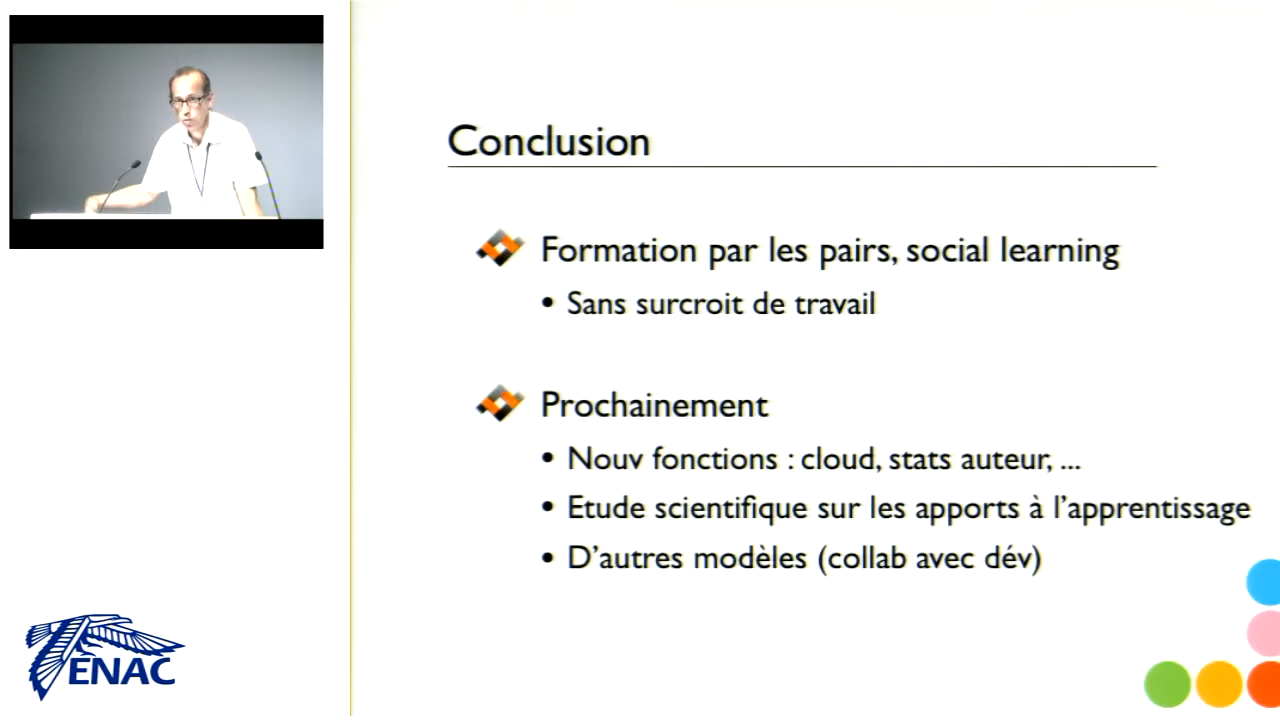 Conclusion
Formation par les pairs, social learning
• Sans surcroit de travail
Prochainement
• Nouv fonctions : cloud, stats auteur, ...
• Etude scientifique sur les apports à l'apprentissage
• D'autres modèles (collab avec dév)
ENAC